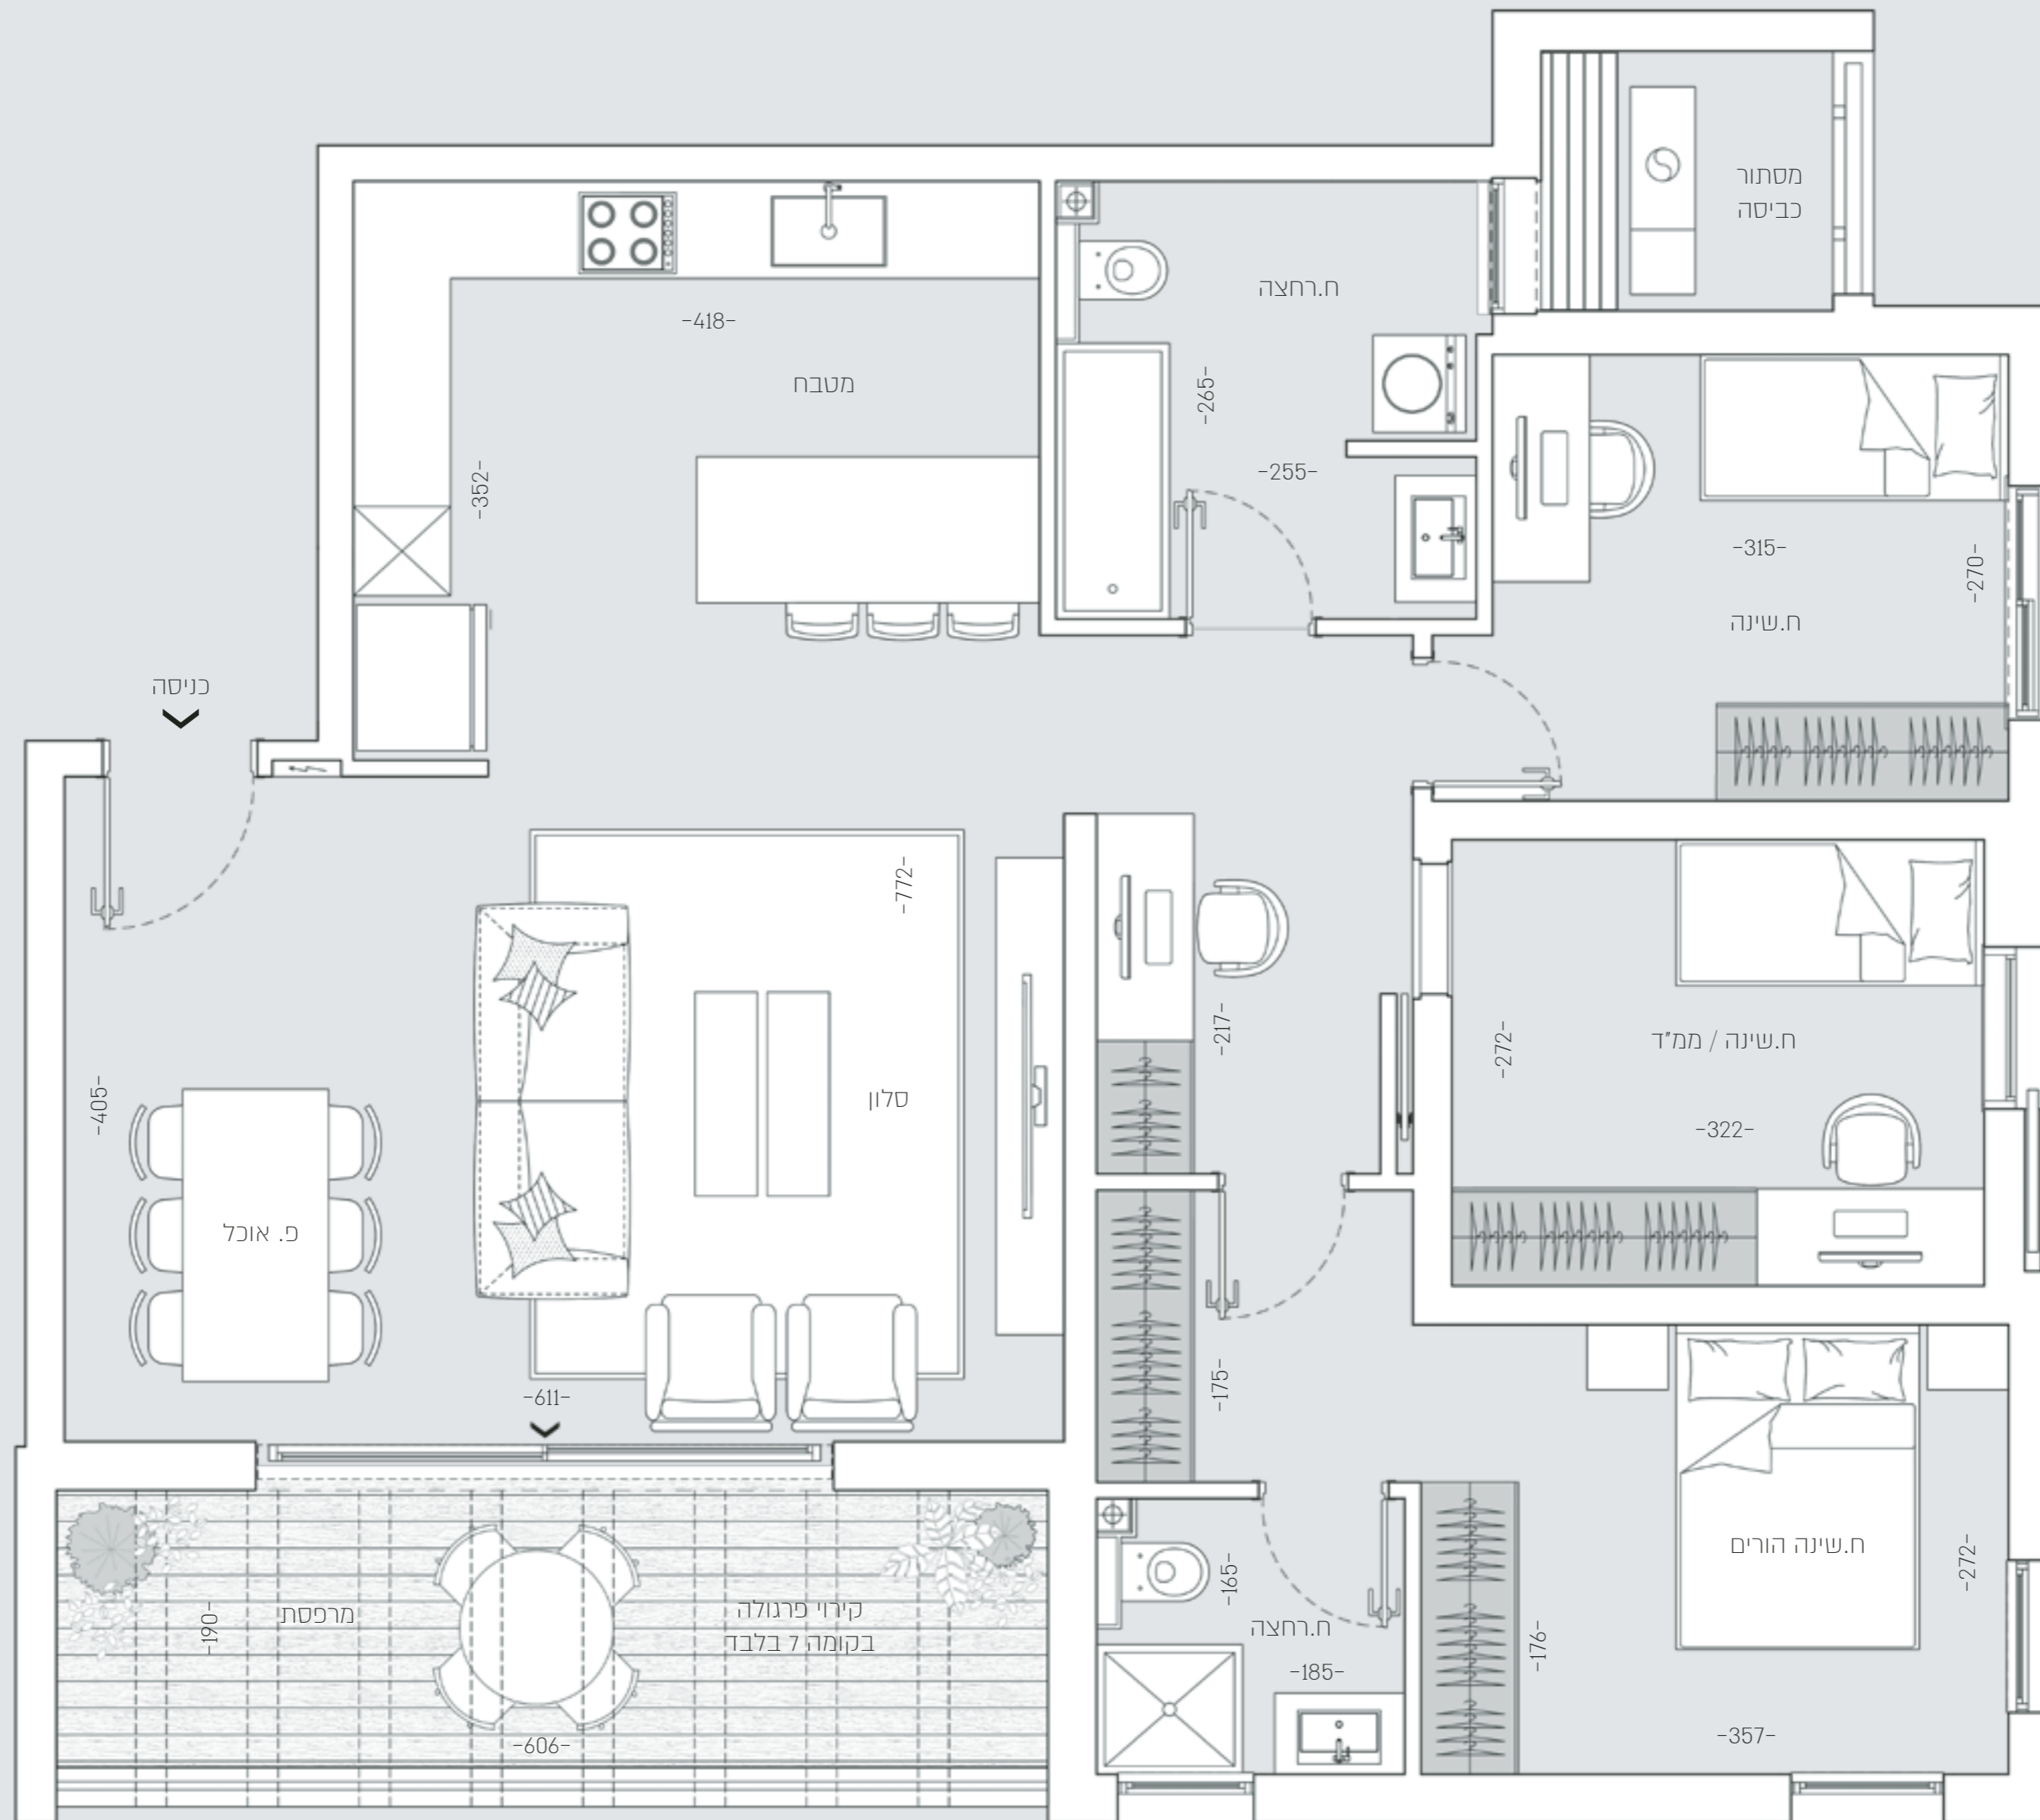 מסתור
כביסה
ח.רחצה
-418-
מטבח
-265-
-352-
-255-
-315-
-270-
ח.שינה
כניסה
-772-
-217-
ח.שינה / ממ"ד
-272-
-405-
סלון
-322-
פ. אוכל
-611-
-175-
ח.שינה הורים
-272-
-165-
קירוי פרגולה
בקומה 7 בלבד
מרפסת
-190-
ח.רחצה
-176-
-185-
-357-
-606-